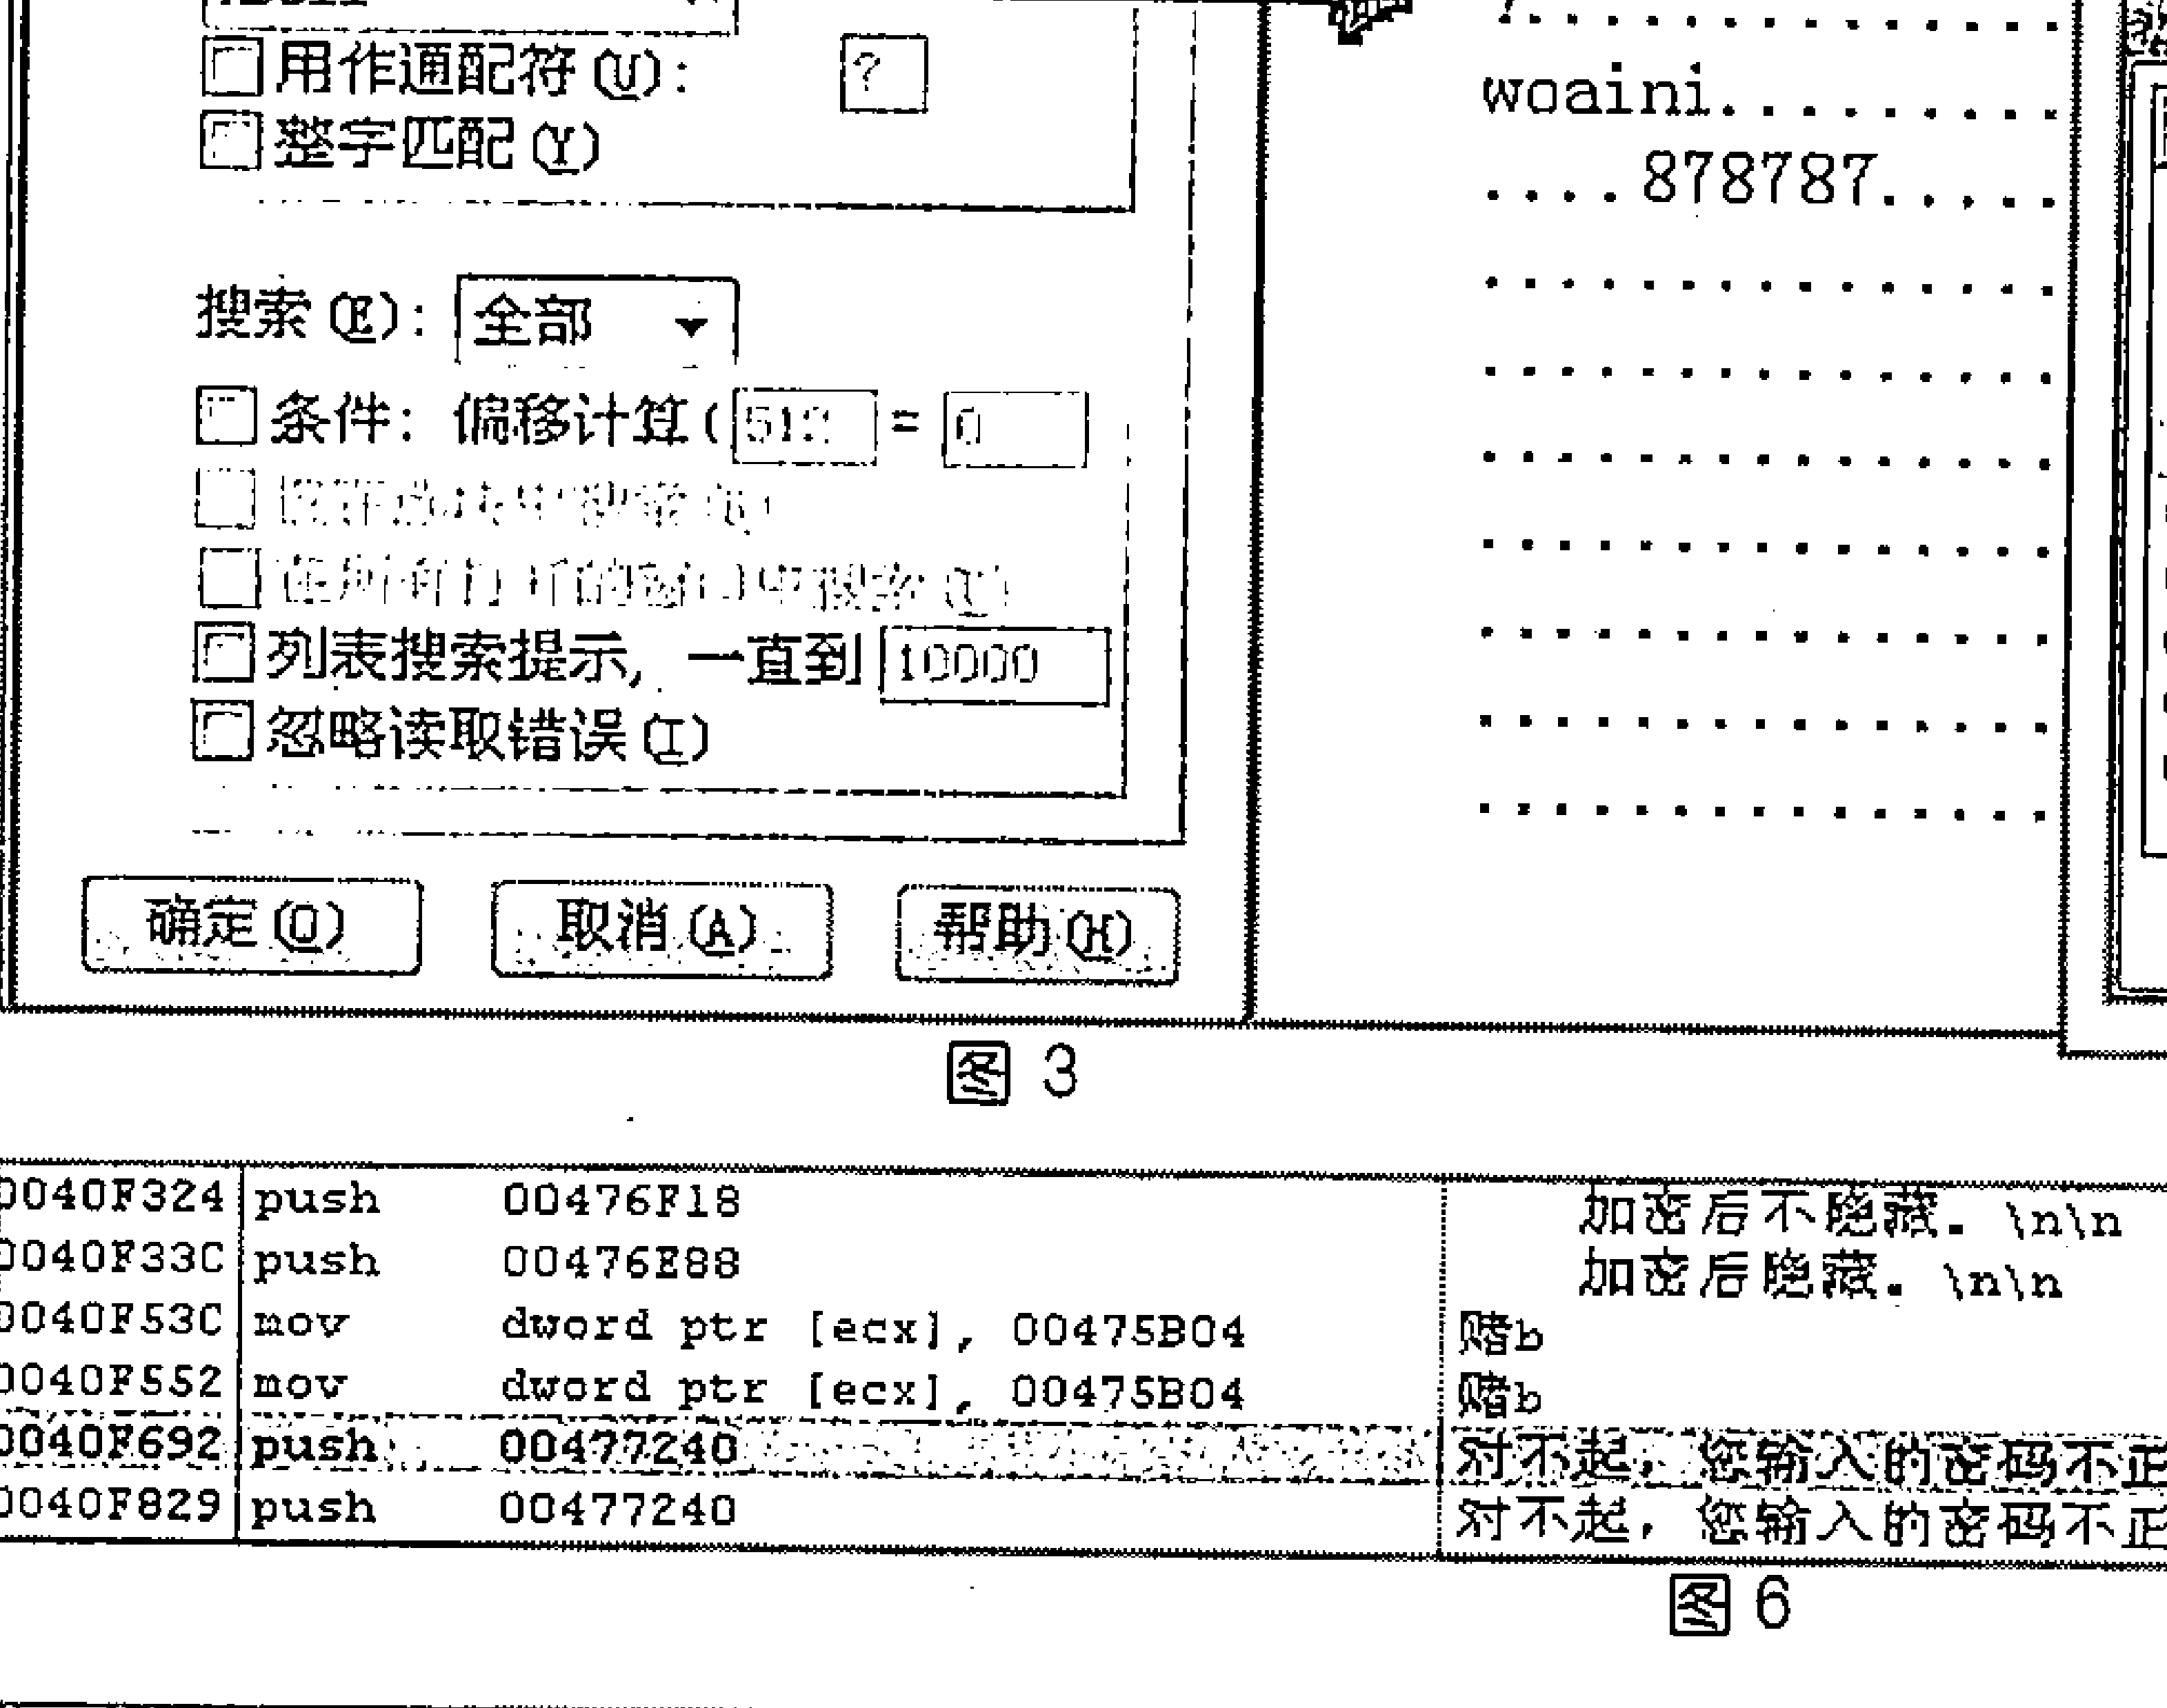 用作通配符(U): ?
整字匹配(Y)
搜索(E): 全部
条件: 偏移计算( 512 = 0
列表搜索提示, 一直到 10000
忽略读取错误(I)
确定(O) 取消(A) 帮助(H)
woaini.........
....878787.....
图 3
0040F324 push 00476F18 加密后不隐藏。\n\n
0040F33C push 00476E88 加密后隐藏。\n\n
0040F53C mov dword ptr [ecx], 00475B04 赌b
0040F552 mov dword ptr [ecx], 00475B04 赌b
0040F692 push 00477240 对不起，您输入的密码不正
0040F829 push 00477240 对不起，您输入的密码不正
图 6